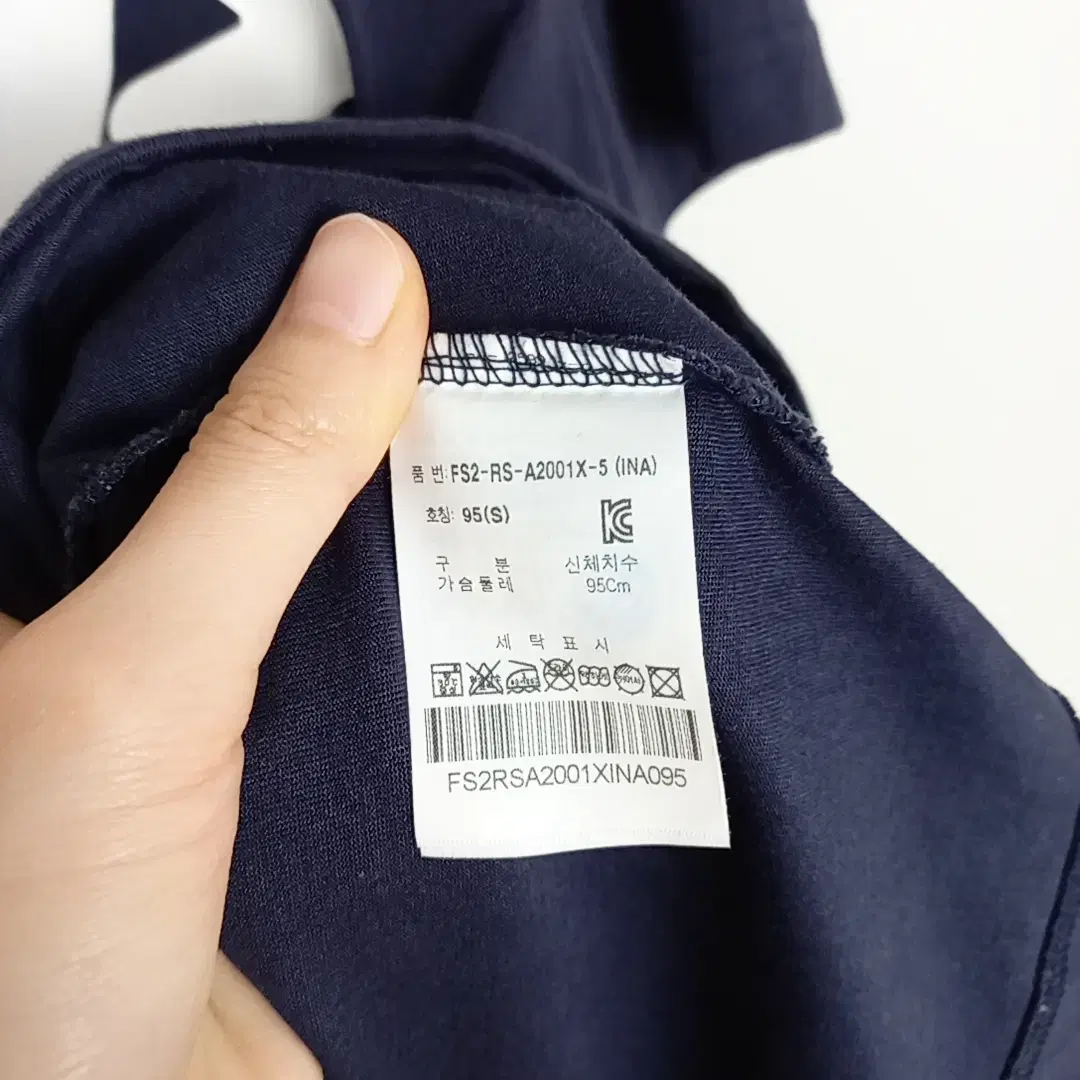 품 번: FS2-RS-A2001X-5 (INA)
호칭: 95(S)
구 분 신체치수
가슴둘레 95Cm
세 탁 표 시
FS2RSA2001XINA095